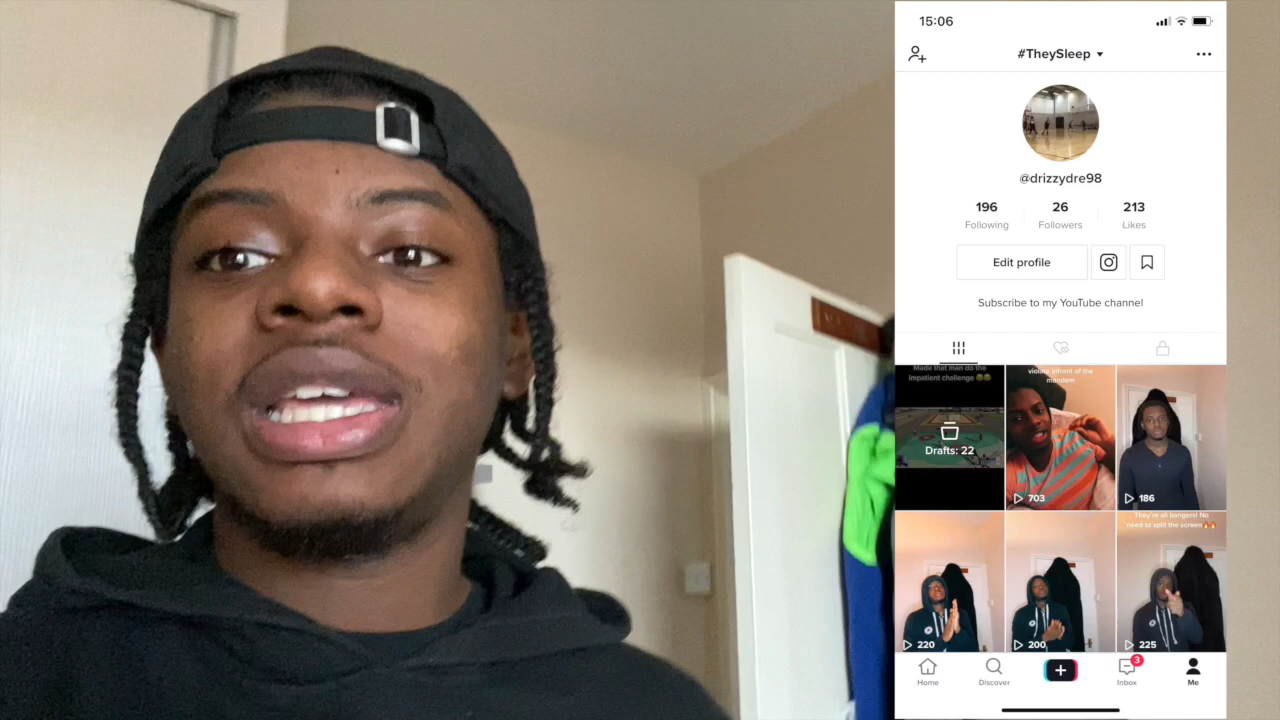 15:06
#TheySleep
@drizzydre98
196
26
213
Following
Followers
Likes
Edit profile
Subscribe to my YouTube channel
Made that man do the
impatient challenge 😂😂
Drafts: 22
violate infront of the
mandem
703
186
220
200
They're all bangers! No
need to split the screen🔥🔥
225
3
Home
Discover
Inbox
Me